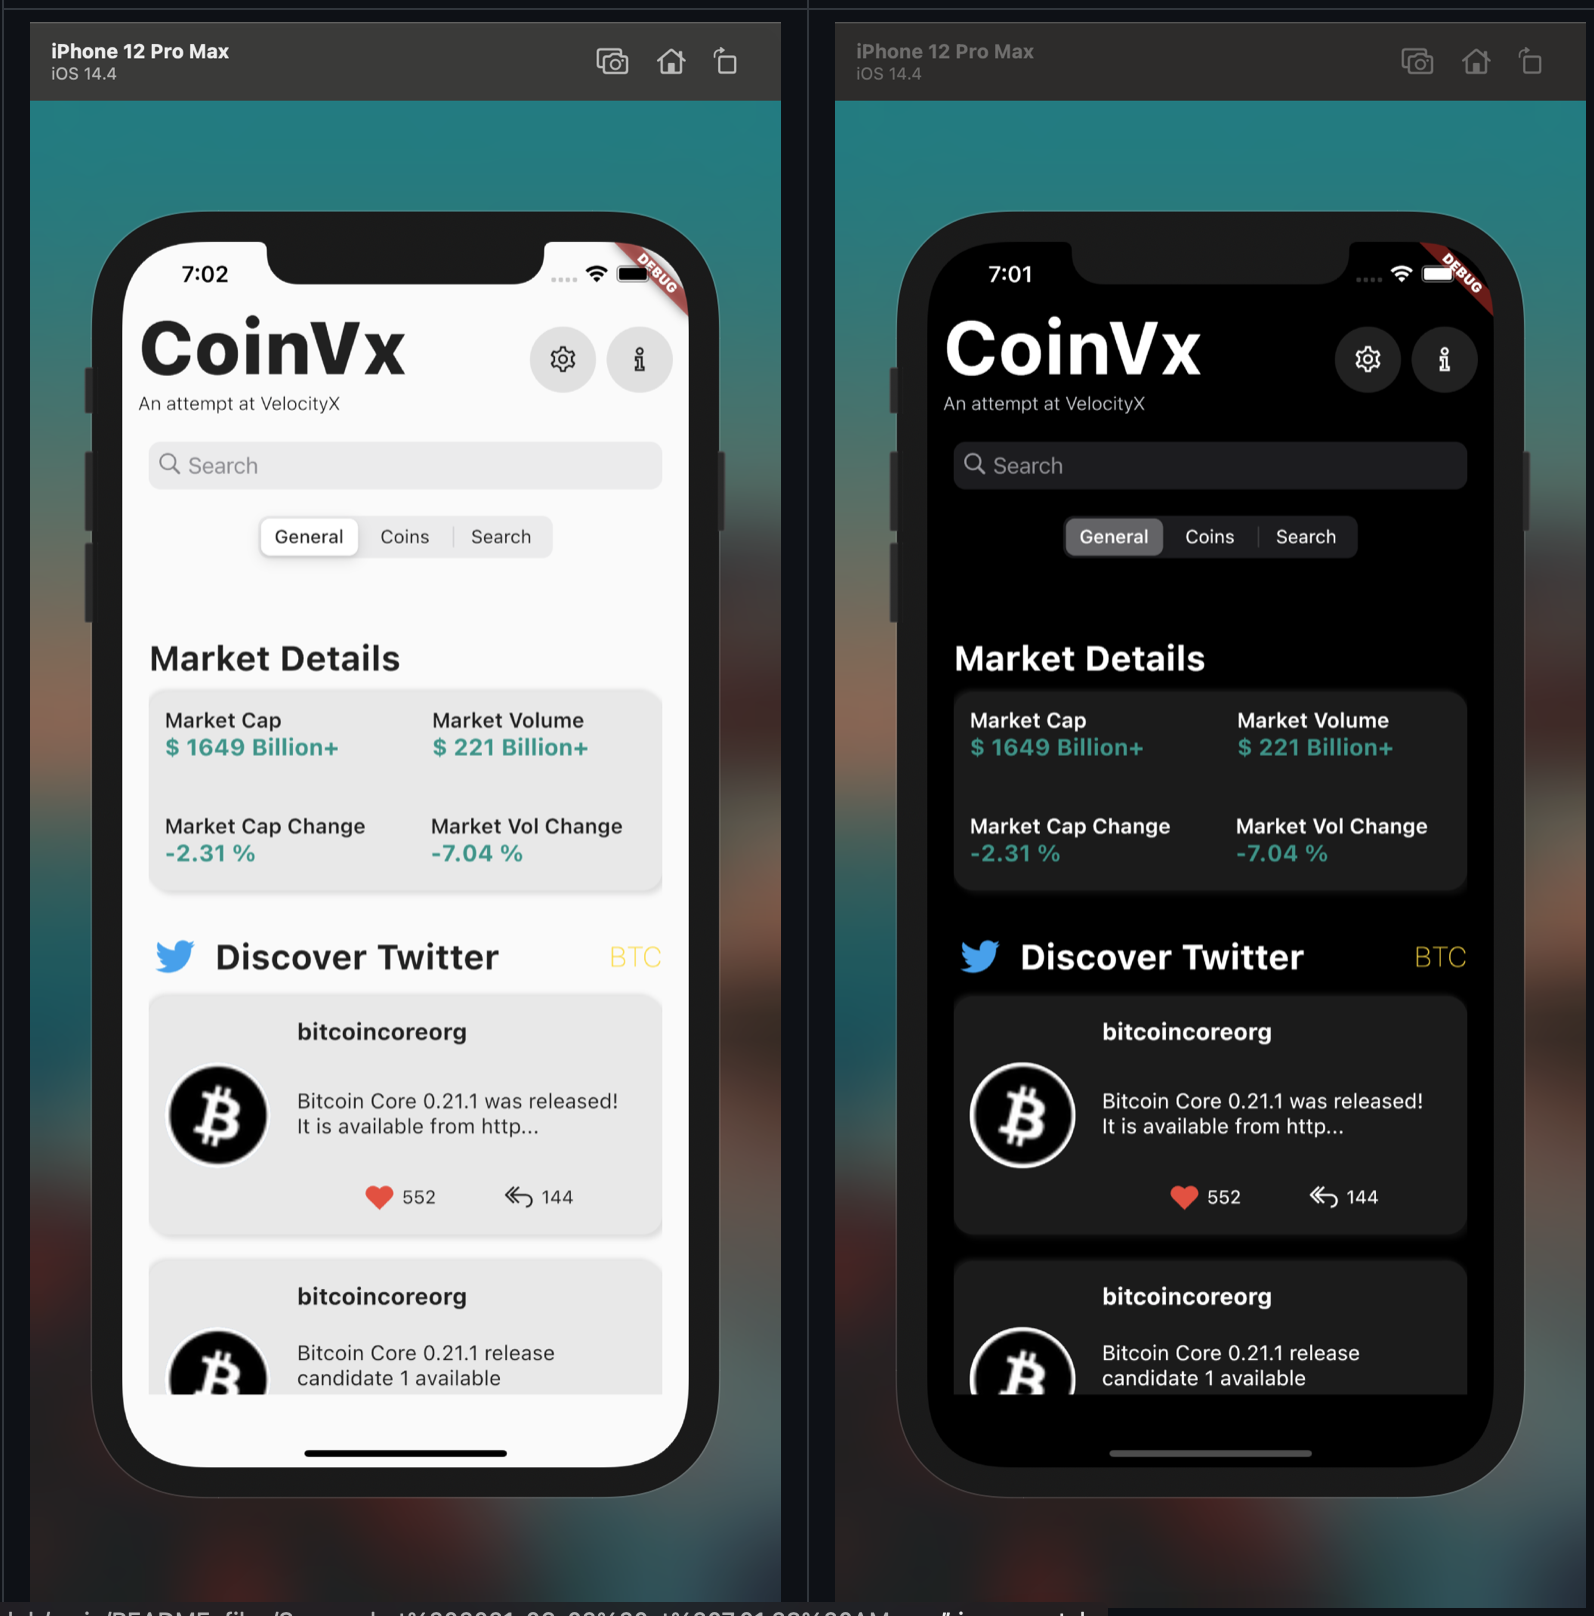 iPhone 12 Pro Max
iOS 14.4
7:02
DEBUG
CoinVx
An attempt at VelocityX
Search
General Coins Search
Market Details
Market Cap Market Volume
$ 1649 Billion+ $ 221 Billion+
Market Cap Change Market Vol Change
-2.31 % -7.04 %
Discover Twitter BTC
bitcoincoreorg
Bitcoin Core 0.21.1 was released!
It is available from http...
552 144
bitcoincoreorg
Bitcoin Core 0.21.1 release
candidate 1 available
iPhone 12 Pro Max
iOS 14.4
7:01
DEBUG
CoinVx
An attempt at VelocityX
Search
General Coins Search
Market Details
Market Cap Market Volume
$ 1649 Billion+ $ 221 Billion+
Market Cap Change Market Vol Change
-2.31 % -7.04 %
Discover Twitter BTC
bitcoincoreorg
Bitcoin Core 0.21.1 was released!
It is available from http...
552 144
bitcoincoreorg
Bitcoin Core 0.21.1 release
candidate 1 available